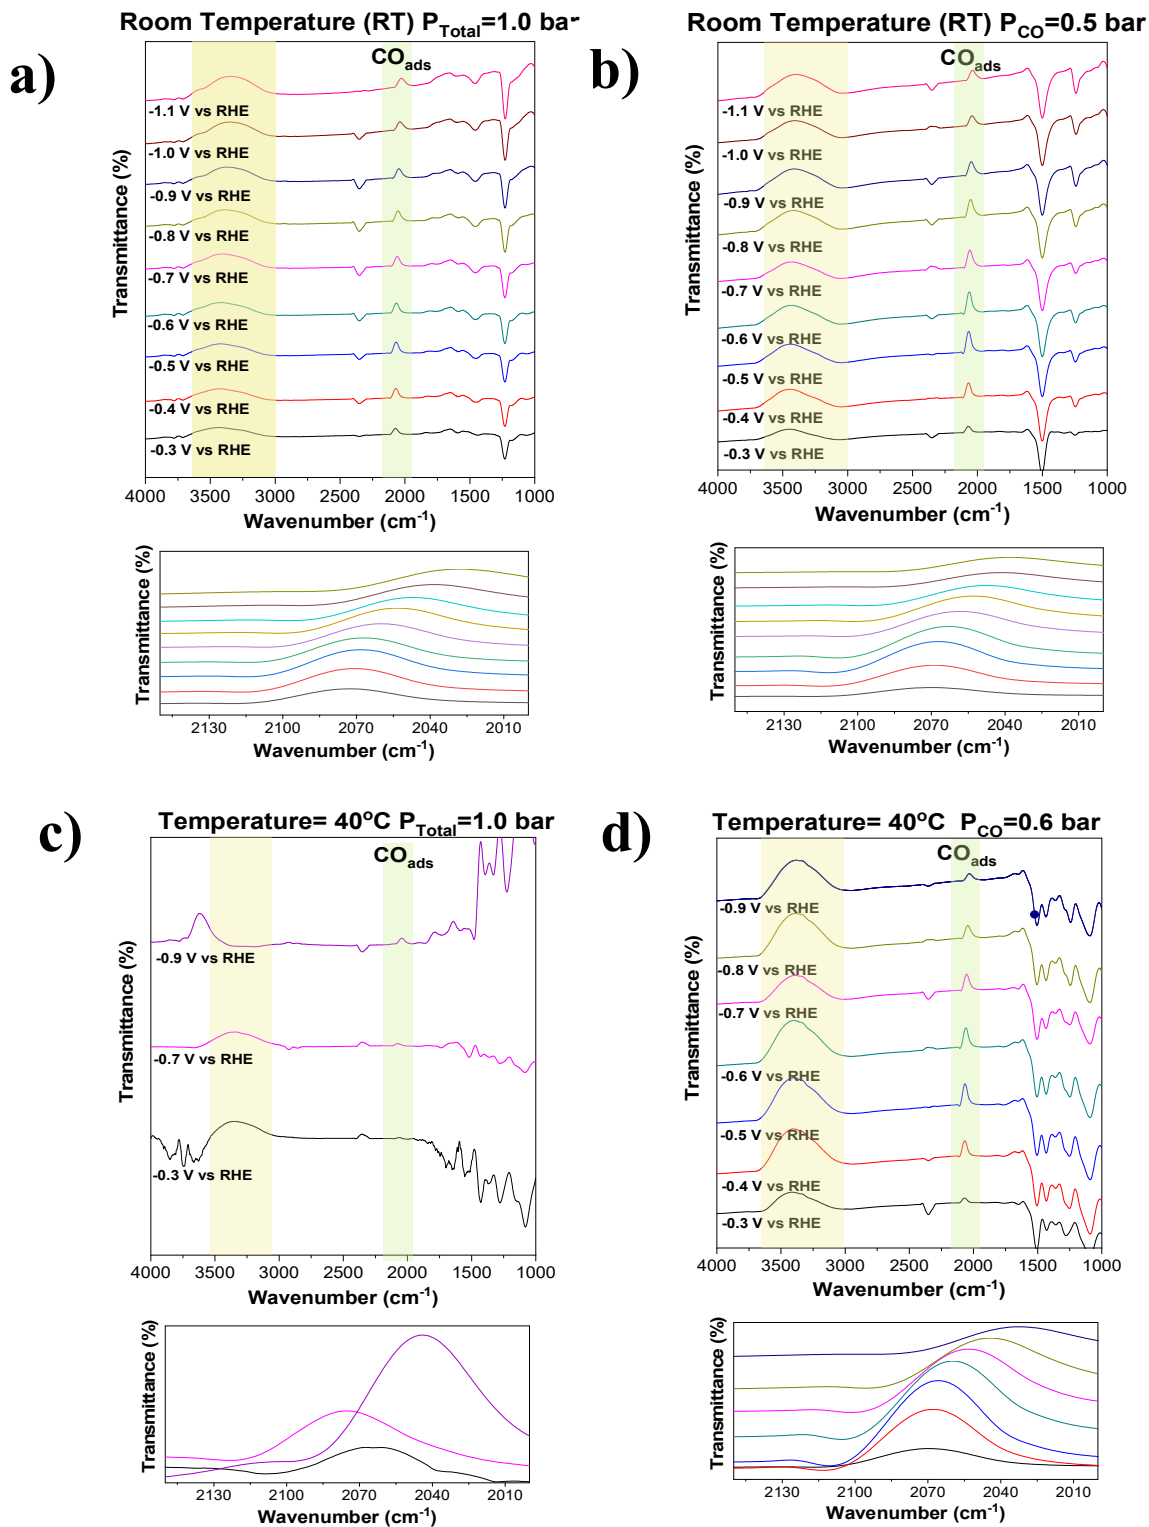 Room Temperature (RT) P_Total=1.0 bar
a)
CO_ads
-1.1 V vs RHE
-1.0 V vs RHE
-0.9 V vs RHE
-0.8 V vs RHE
-0.7 V vs RHE
-0.6 V vs RHE
-0.5 V vs RHE
-0.4 V vs RHE
-0.3 V vs RHE
Transmittance (%)
4000 3500 3000 2500 2000 1500 1000
Wavenumber (cm⁻¹)
Transmittance (%)
2130 2100 2070 2040 2010
Wavenumber (cm⁻¹)
Room Temperature (RT) P_CO=0.5 bar
b)
CO_ads
-1.1 V vs RHE
-1.0 V vs RHE
-0.9 V vs RHE
-0.8 V vs RHE
-0.7 V vs RHE
-0.6 V vs RHE
-0.5 V vs RHE
-0.4 V vs RHE
-0.3 V vs RHE
Transmittance (%)
4000 3500 3000 2500 2000 1500 1000
Wavenumber (cm⁻¹)
Transmittance (%)
2130 2100 2070 2040 2010
Wavenumber (cm⁻¹)
c)
Temperature= 40°C P_Total=1.0 bar
CO_ads
-0.9 V vs RHE
-0.7 V vs RHE
-0.3 V vs RHE
Transmittance (%)
4000 3500 3000 2500 2000 1500 1000
Wavenumber (cm⁻¹)
Transmittance (%)
2130 2100 2070 2040 2010
Wavenumber (cm⁻¹)
d)
Temperature= 40°C P_CO=0.6 bar
CO_ads
-0.9 V vs RHE
-0.8 V vs RHE
-0.7 V vs RHE
-0.6 V vs RHE
-0.5 V vs RHE
-0.4 V vs RHE
-0.3 V vs RHE
Transmittance (%)
4000 3500 3000 2500 2000 1500 1000
Wavenumber (cm⁻¹)
Transmittance (%)
2130 2100 2070 2040 2010
Wavenumber (cm⁻¹)